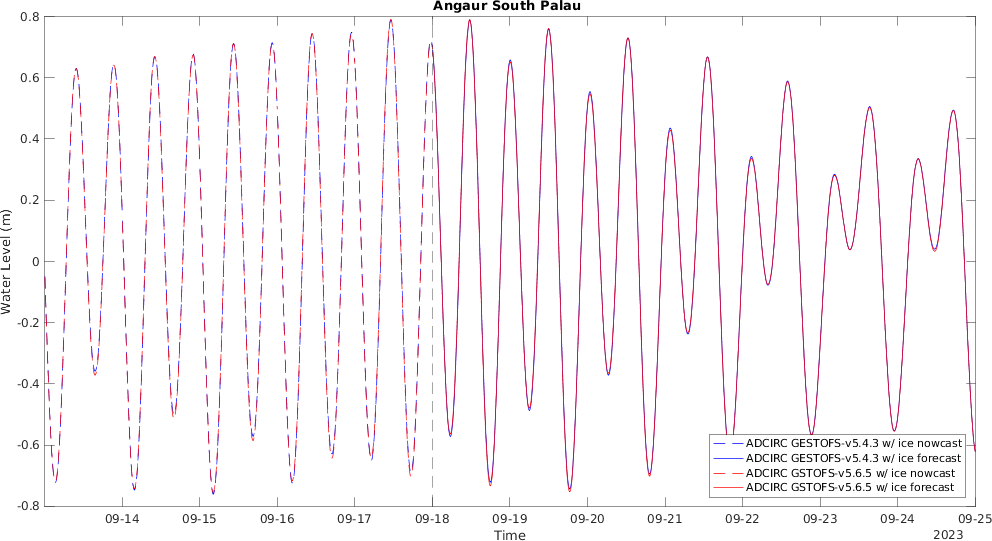 Angaur South Palau
0.8
0.6
0.4
0.2
0
-0.2
-0.4
-0.6
-0.8
Water Level (m)
ADCIRC GESTOFS-v5.4.3 w/ ice nowcast
ADCIRC GESTOFS-v5.4.3 w/ ice forecast
ADCIRC GSTOFS-v5.6.5 w/ ice nowcast
ADCIRC GSTOFS-v5.6.5 w/ ice forecast
09-14 09-15 09-16 09-17 09-18 09-19 09-20 09-21 09-22 09-23 09-24 09-25
Time
2023